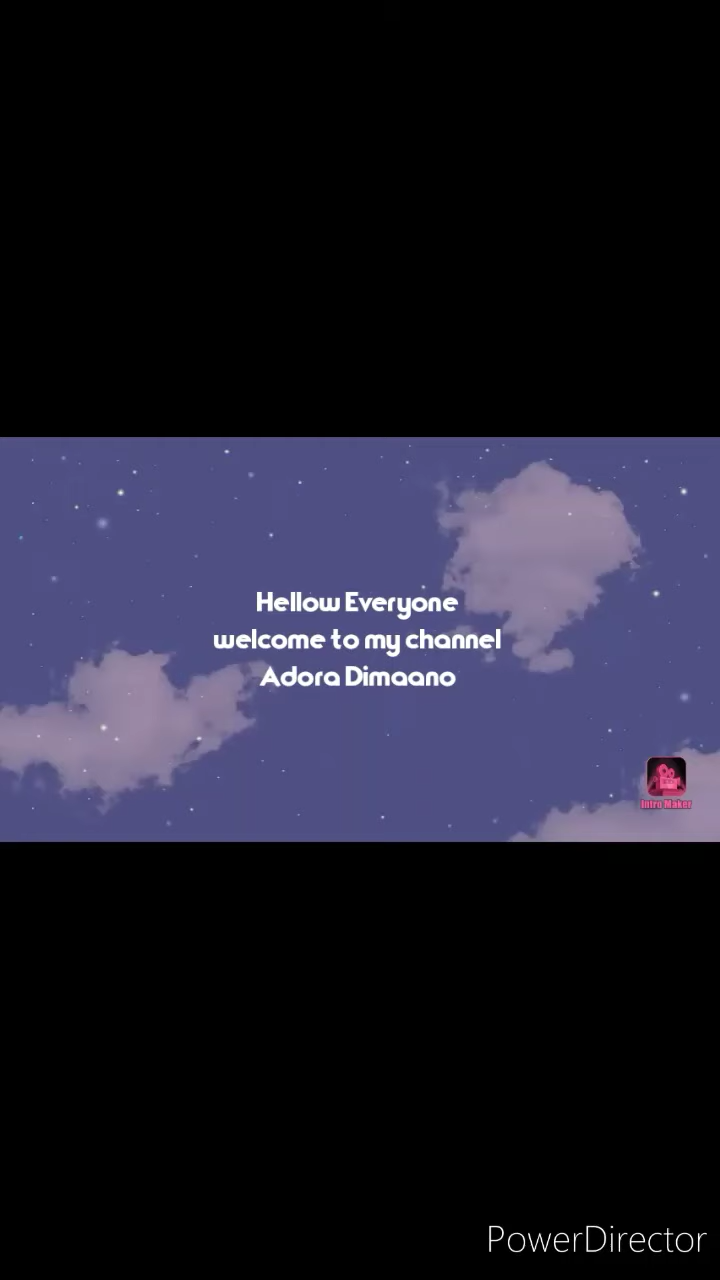 Hellow Everyone
welcome to my channel
Adora Dimaano
Intro Maker
PowerDirector